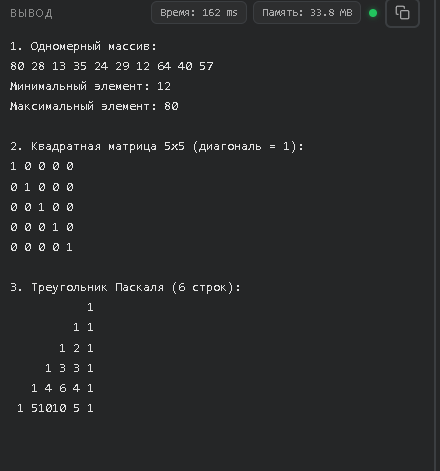 ВЫВОД
Время: 162 ms
Память: 33.8 MB
1. Одномерный массив:
80 28 13 35 24 29 12 64 40 57
Минимальный элемент: 12
Максимальный элемент: 80
2. Квадратная матрица 5x5 (диагональ = 1):
1 0 0 0 0
0 1 0 0 0
0 0 1 0 0
0 0 0 1 0
0 0 0 0 1
3. Треугольник Паскаля (6 строк):
1
1 1
1 2 1
1 3 3 1
1 4 6 4 1
1 51010 5 1